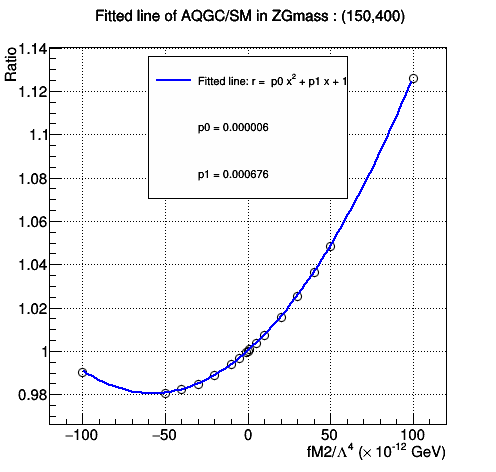 Fitted line of AQGC/SM in ZGmass : (150,400)
Ratio
1.14
1.12
1.1
1.08
1.06
1.04
1.02
1
0.98
Fitted line: r = p0 x² + p1 x + 1
p0 = 0.000006
p1 = 0.000676
−100 −50 0 50 100
fM2/Λ⁴ (× 10⁻¹² GeV)